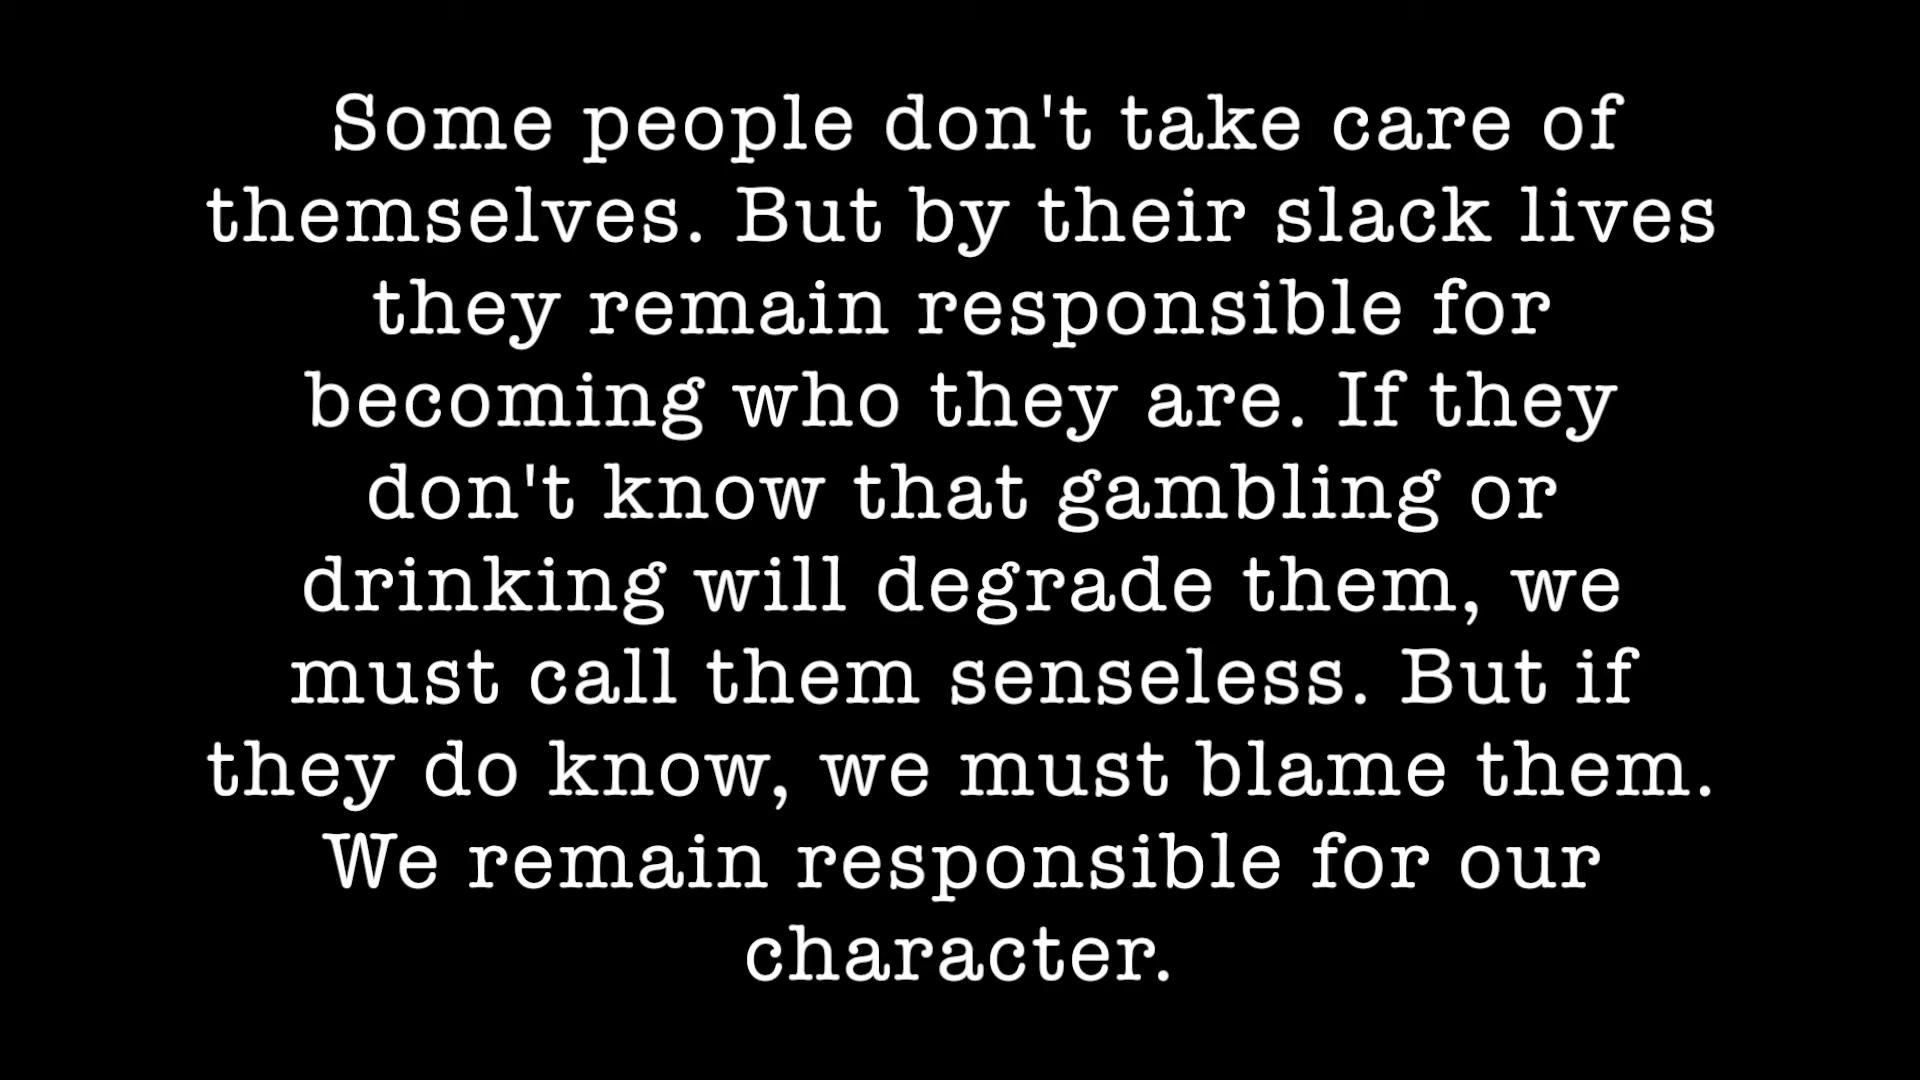 Some people don't take care of
themselves. But by their slack lives
they remain responsible for
becoming who they are. If they
don't know that gambling or
drinking will degrade them, we
must call them senseless. But if
they do know, we must blame them.
We remain responsible for our
character.